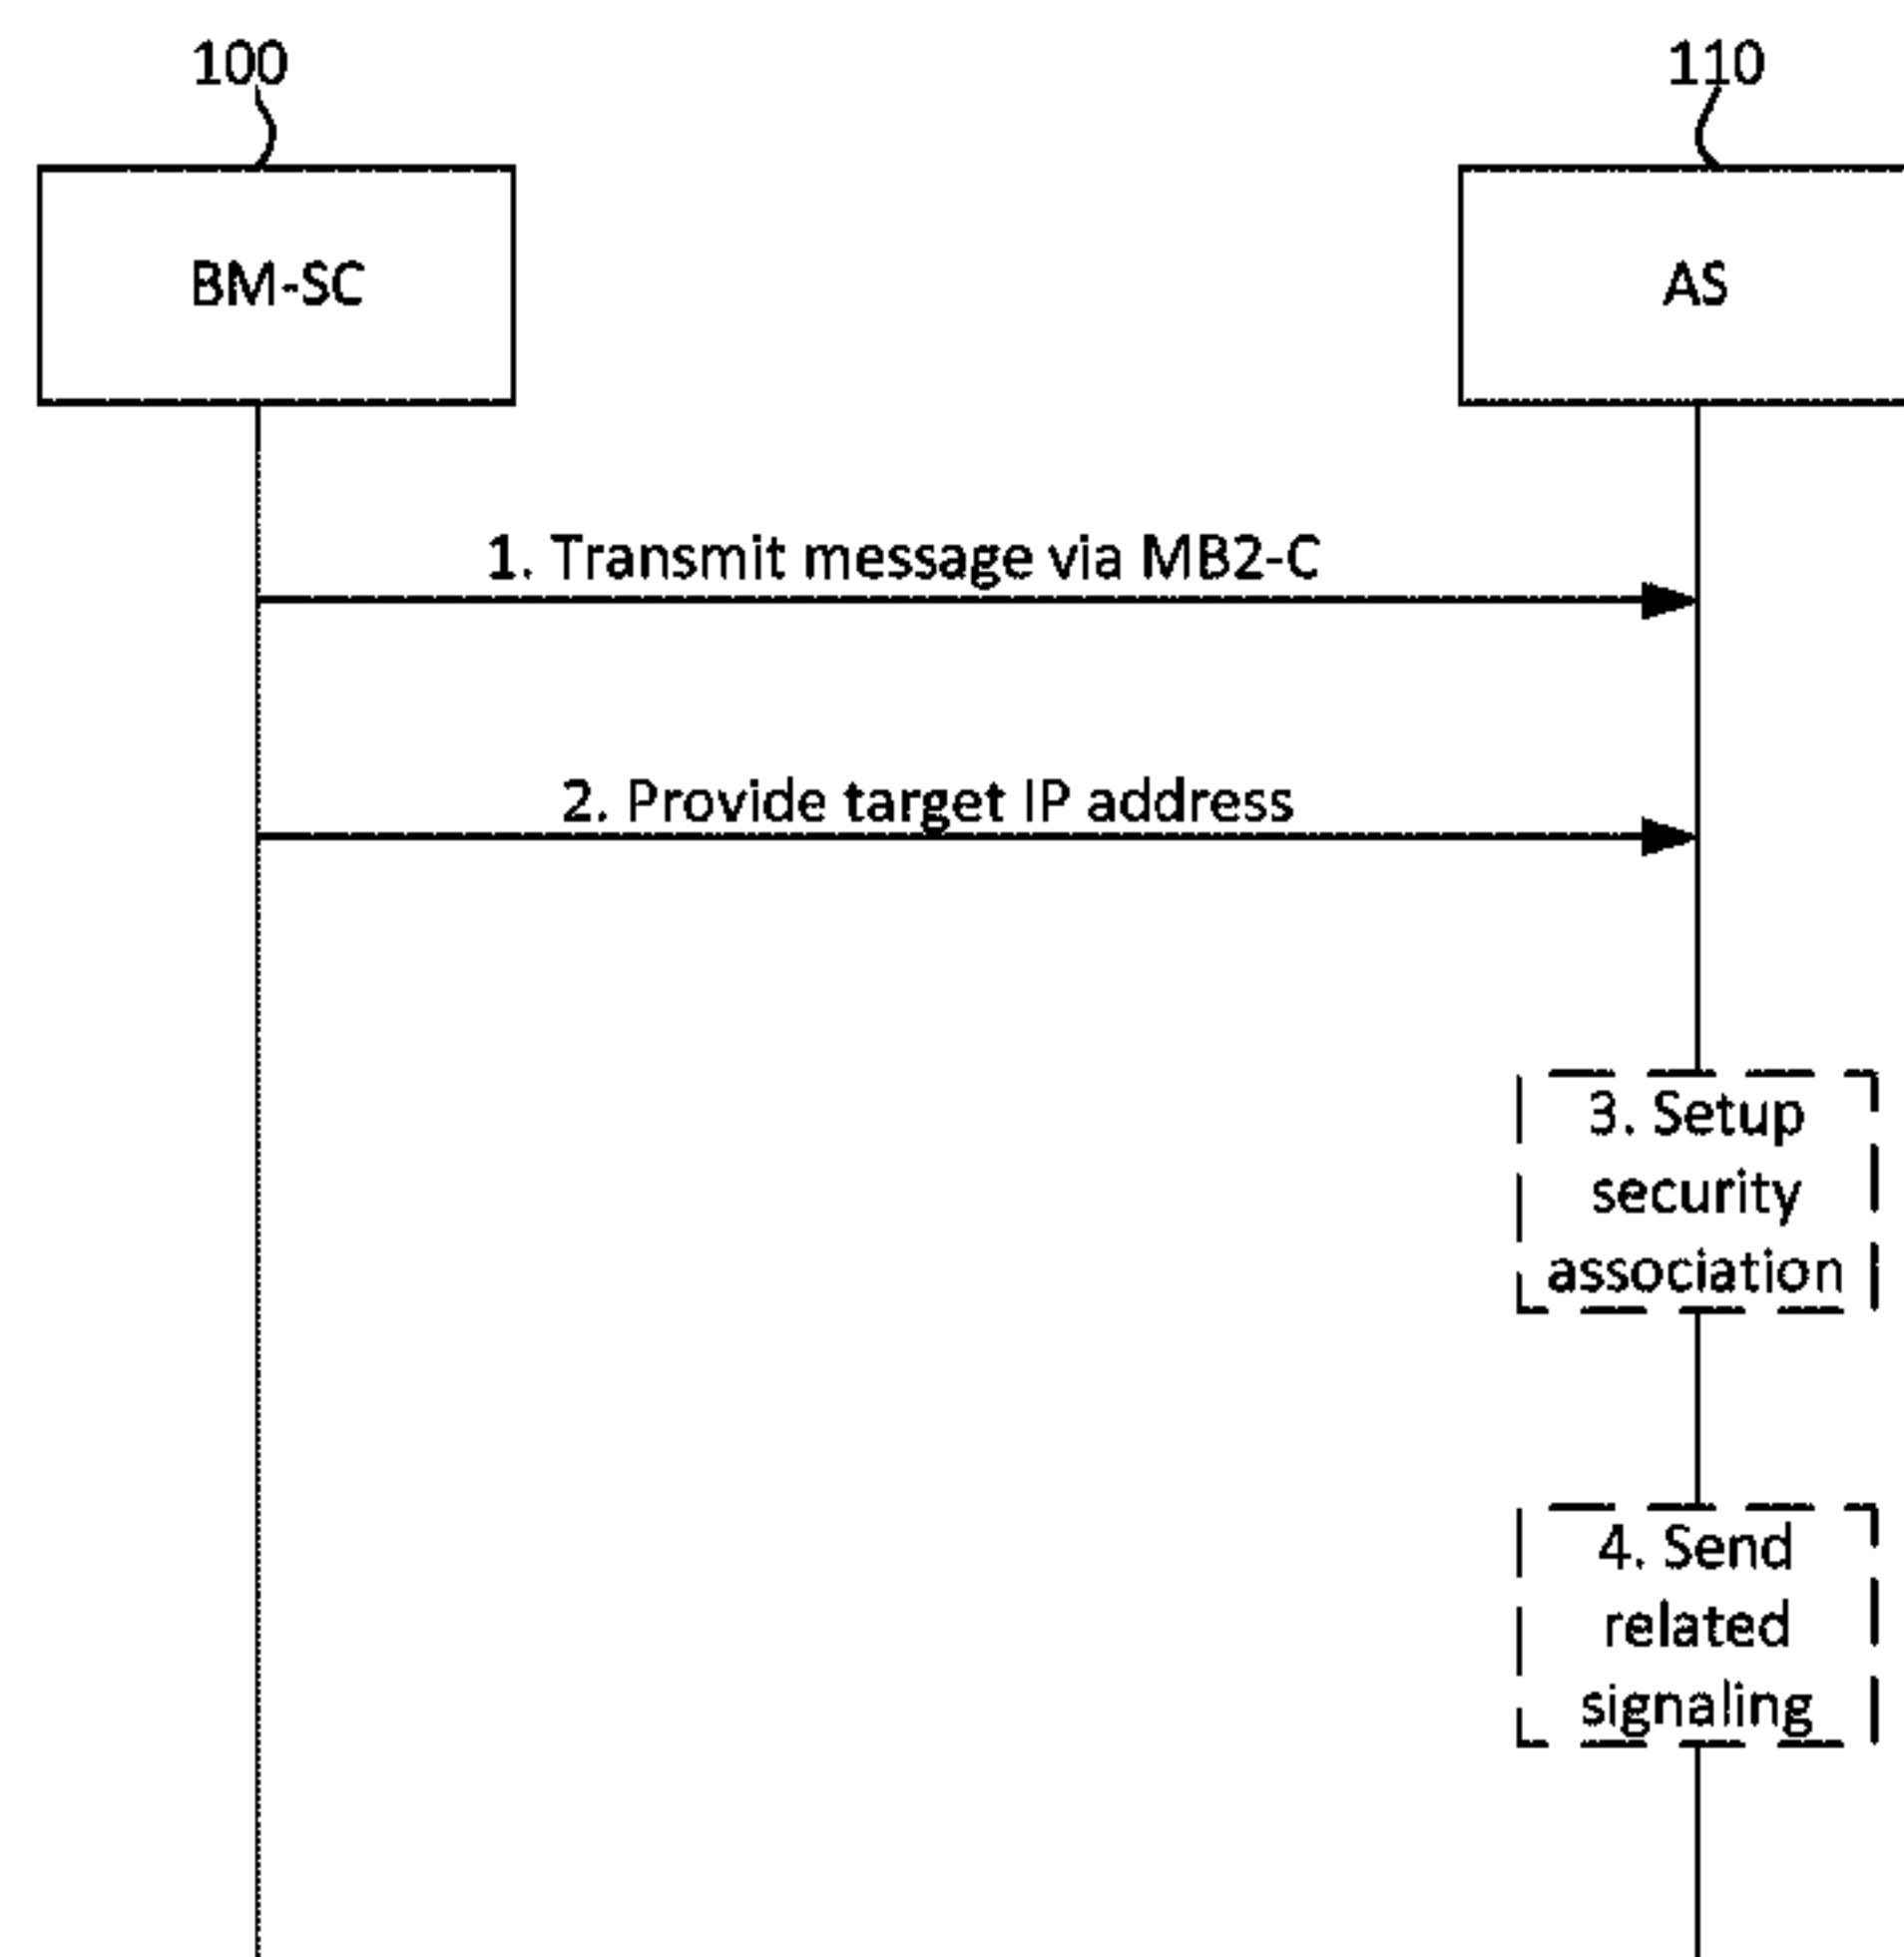 100
110
BM-SC
AS
1. Transmit message via MB2-C
2. Provide target IP address
3. Setup
security
association
4. Send
related
signaling